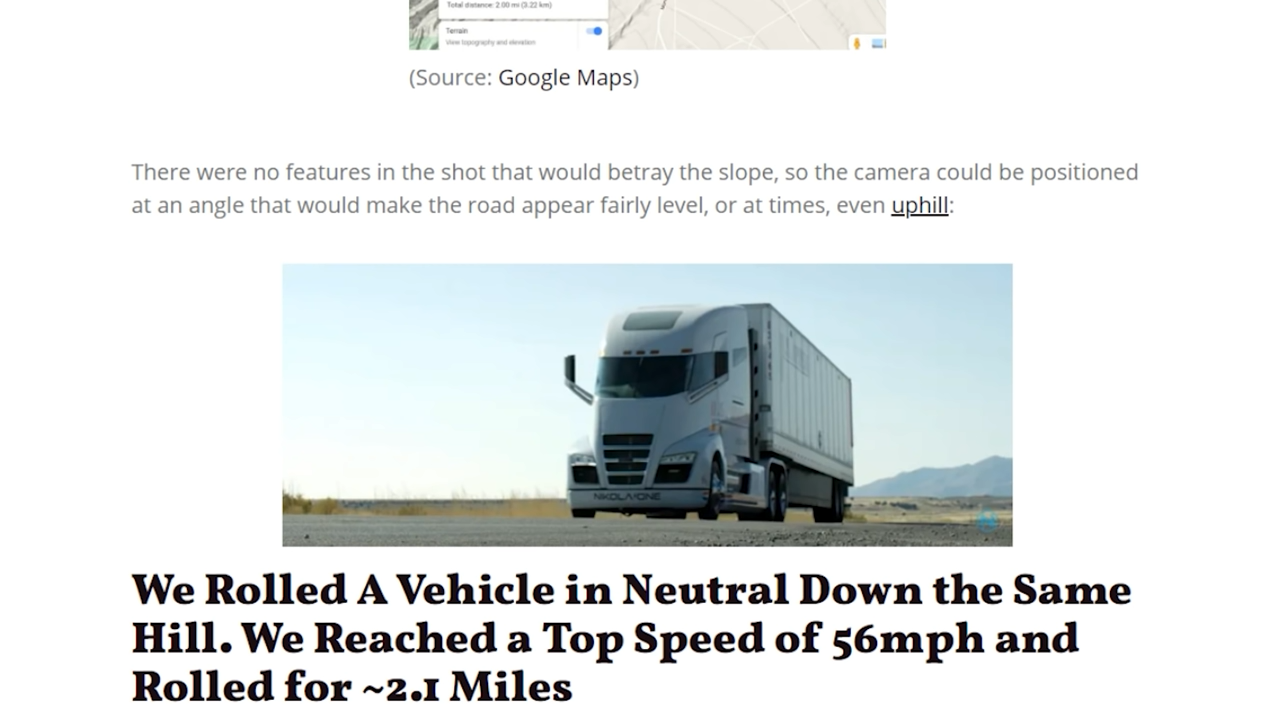 Total distance: 2.00 mi (3.22 km)
Terrain
View topography and elevation
(Source: Google Maps)
There were no features in the shot that would betray the slope, so the camera could be positioned
at an angle that would make the road appear fairly level, or at times, even uphill:
NIKOLA ONE
We Rolled A Vehicle in Neutral Down the Same
Hill. We Reached a Top Speed of 56mph and
Rolled for ~2.1 Miles